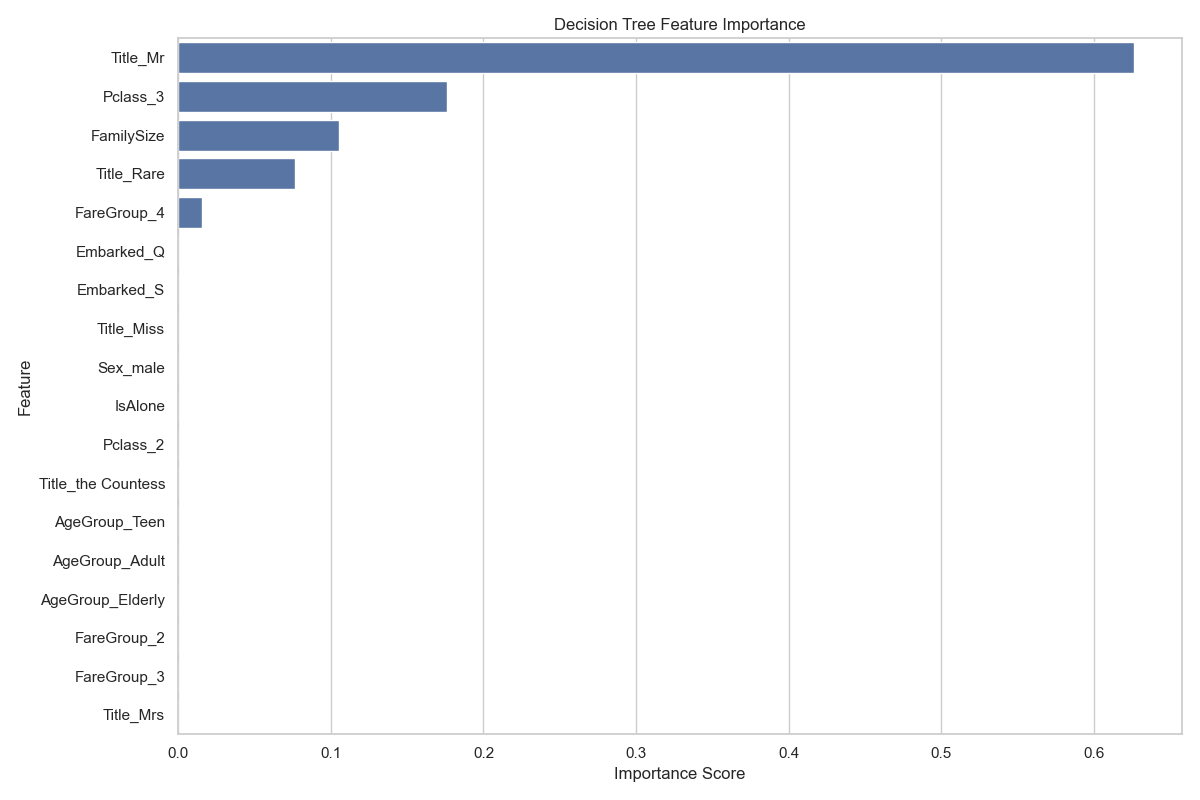 Decision Tree Feature Importance
Title_Mr
Pclass_3
FamilySize
Title_Rare
FareGroup_4
Embarked_Q
Embarked_S
Title_Miss
Sex_male
IsAlone
Pclass_2
Title_the Countess
AgeGroup_Teen
AgeGroup_Adult
AgeGroup_Elderly
FareGroup_2
FareGroup_3
Title_Mrs
Feature
0.0 0.1 0.2 0.3 0.4 0.5 0.6
Importance Score